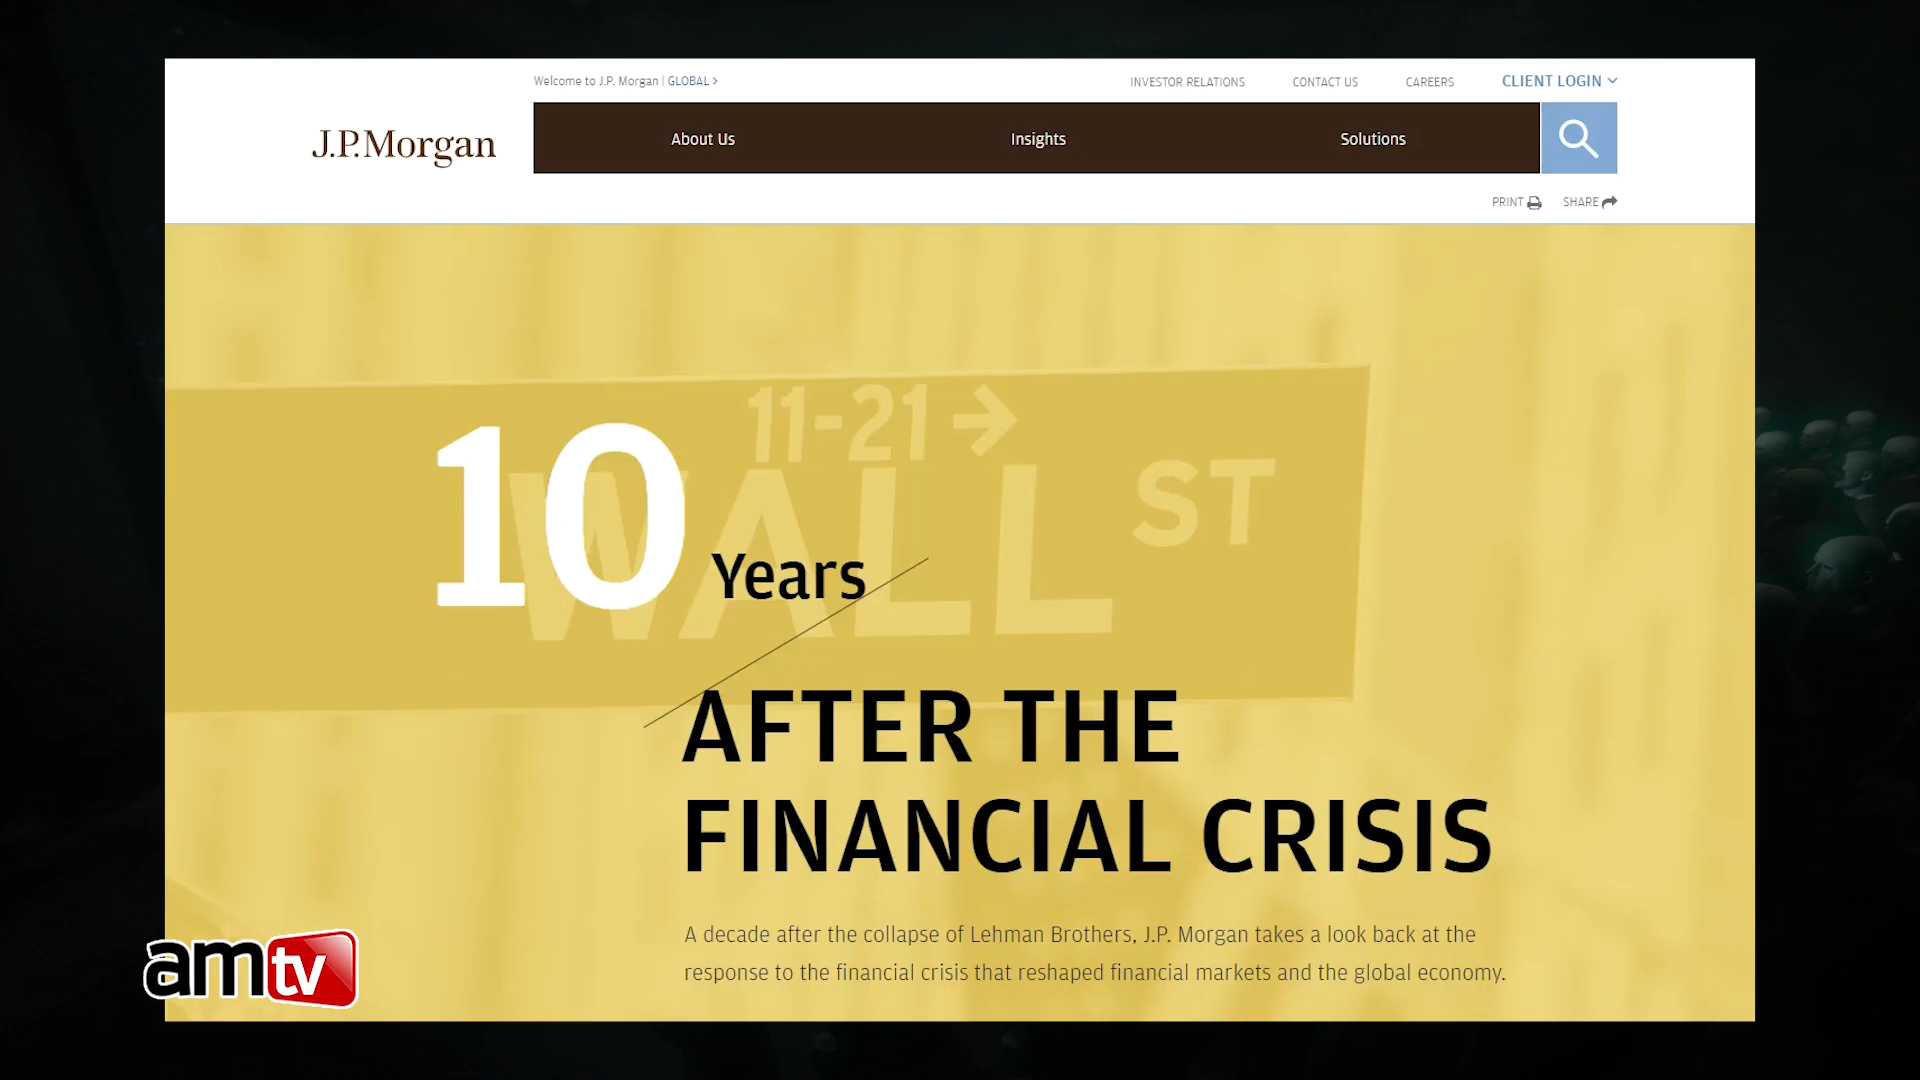 Welcome to J.P. Morgan | GLOBAL >
INVESTOR RELATIONS
CONTACT US
CAREERS
CLIENT LOGIN
J.P.Morgan
About Us
Insights
Solutions
PRINT
SHARE
11-21 →
WALL ST
10 Years
AFTER THE
FINANCIAL CRISIS
A decade after the collapse of Lehman Brothers, J.P. Morgan takes a look back at the
response to the financial crisis that reshaped financial markets and the global economy.
amtv